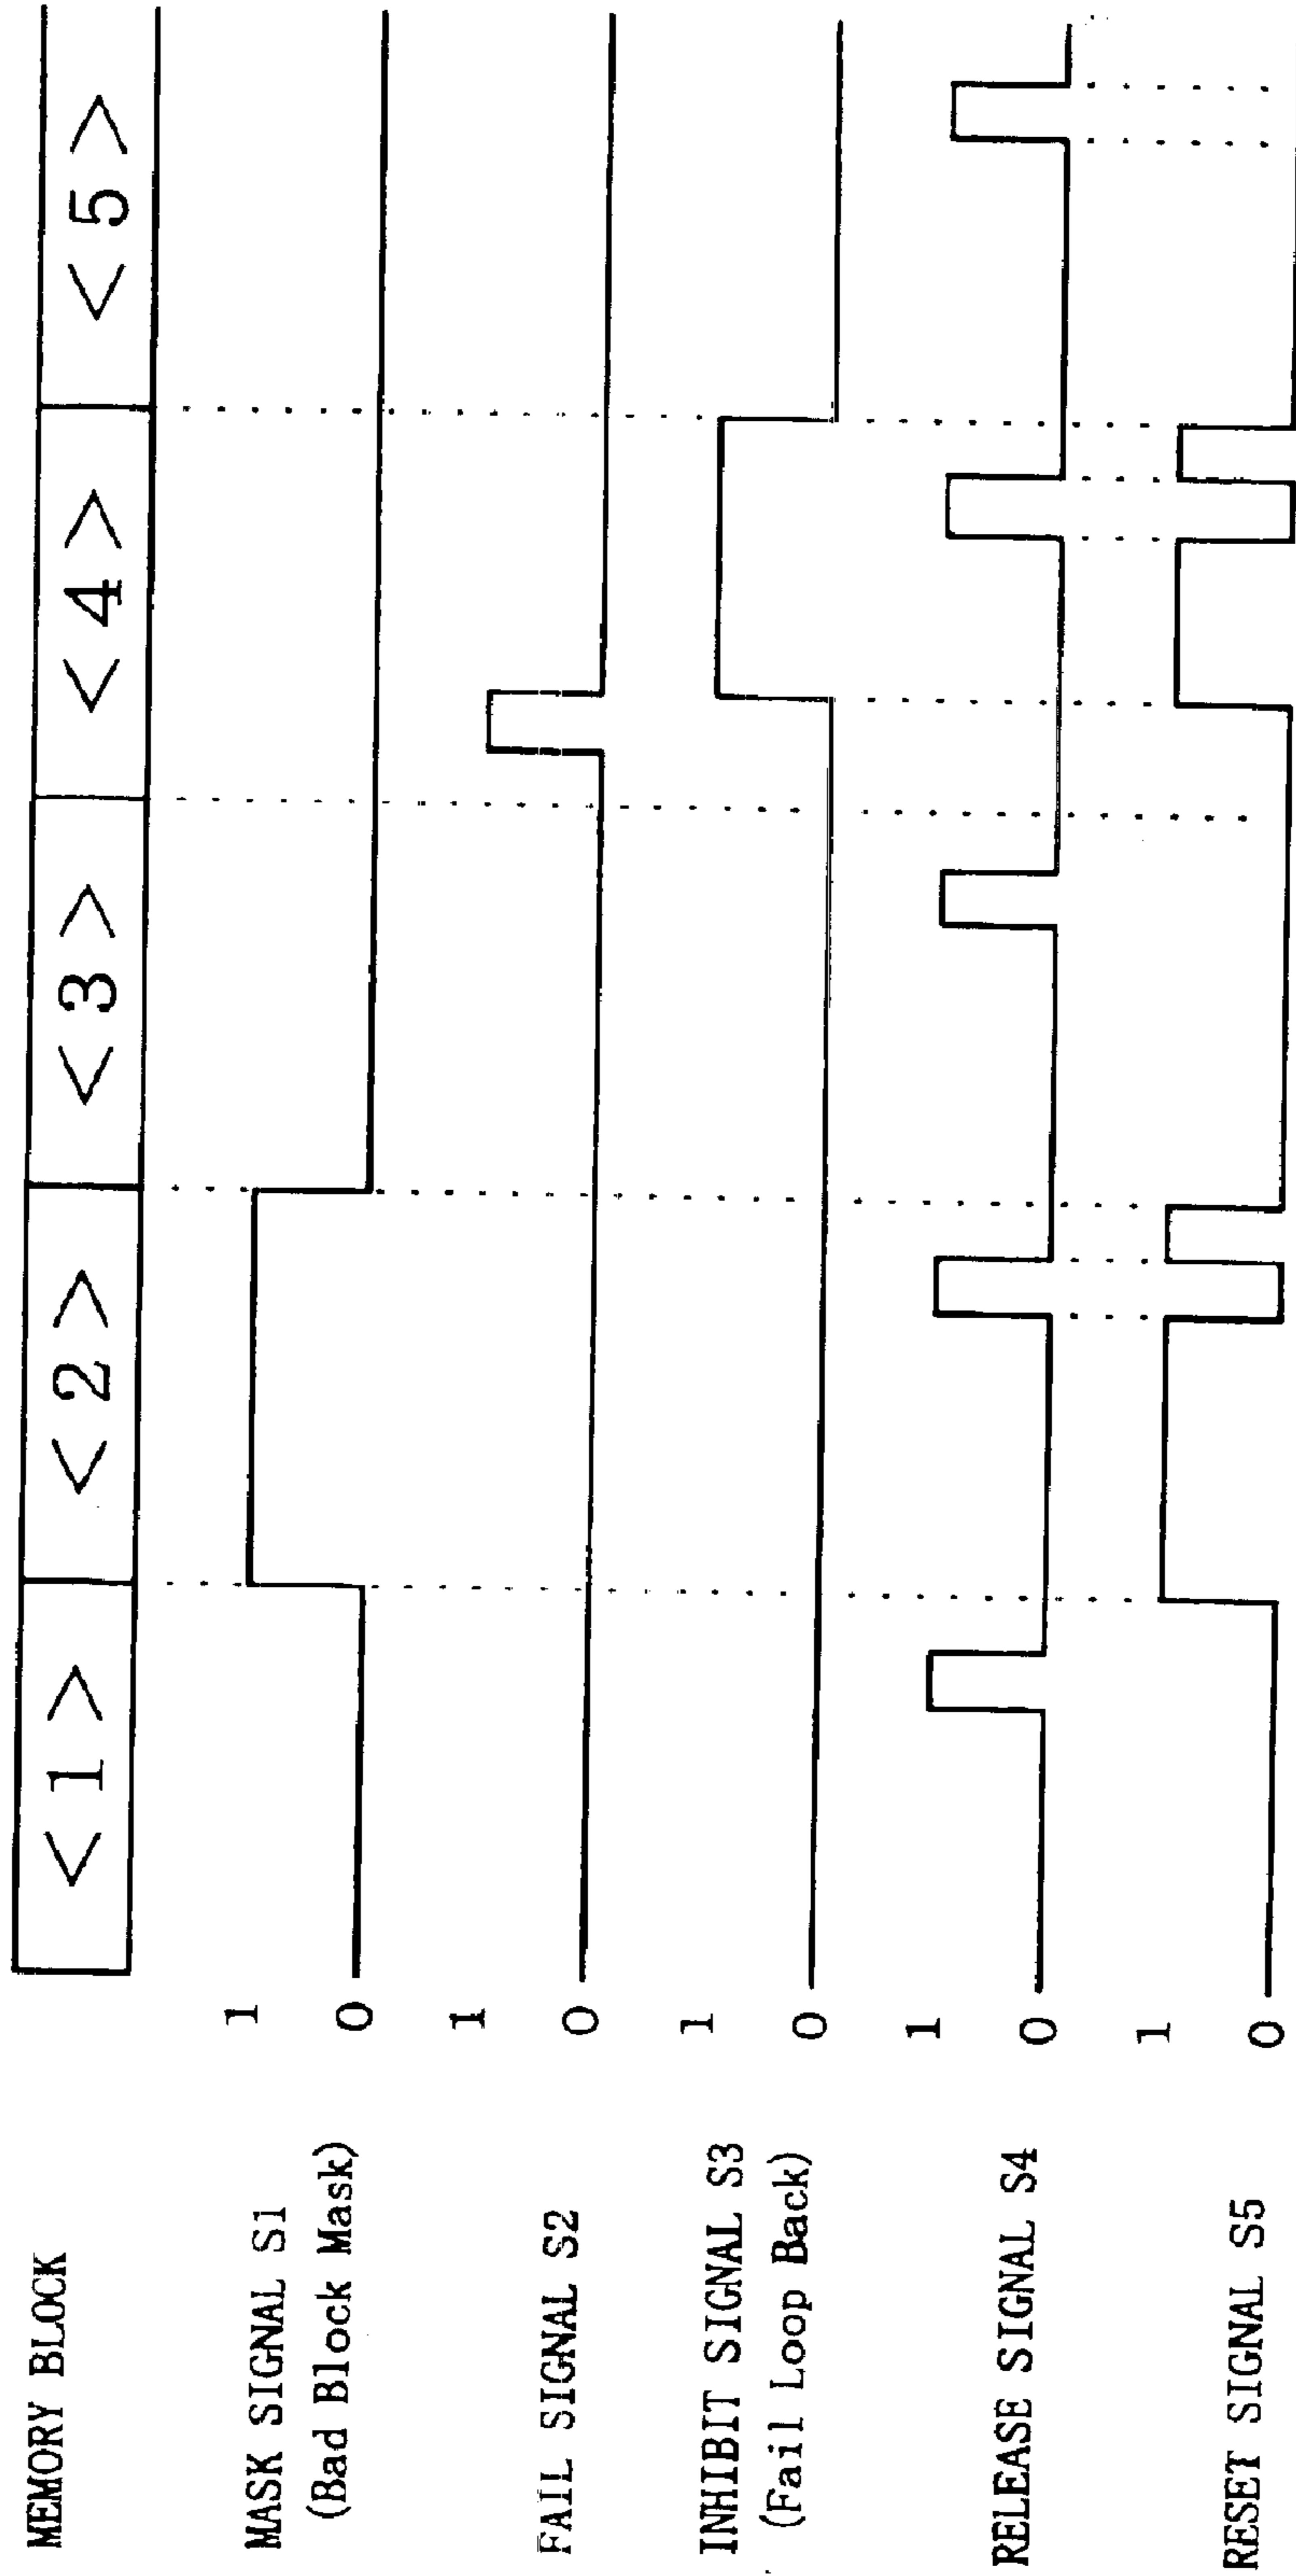 MEMORY BLOCK
<1> <2> <3> <4> <5>
MASK SIGNAL S1
(Bad Block Mask)
1
0
FAIL SIGNAL S2
1
0
INHIBIT SIGNAL S3
(Fail Loop Back)
1
0
RELEASE SIGNAL S4
1
0
RESET SIGNAL S5
1
0